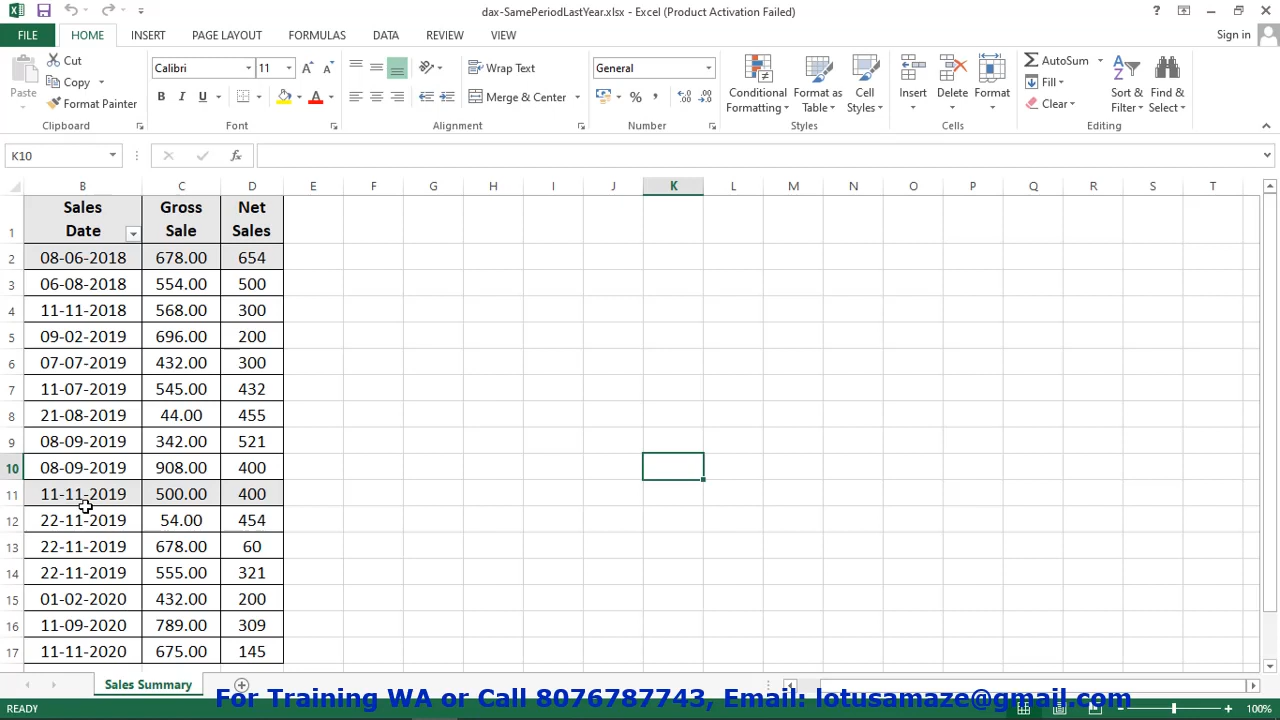 dax-SamePeriodLastYear.xlsx - Excel (Product Activation Failed)
?
FILE HOME INSERT PAGE LAYOUT FORMULAS DATA REVIEW VIEW Sign in
Paste Cut Copy Format Painter
Calibri 11 B I U A A A
Wrap Text Merge & Center
General % ,
Conditional Formatting Format as Table Cell Styles
Insert Delete Format
AutoSum Fill Clear Sort & Filter Find & Select
Clipboard Font Alignment Number Styles Cells Editing
K10 fx
B C D E F G H I J K L M N O P Q R S T
1 Sales Date Gross Sale Net Sales
2 08-06-2018 678.00 654
3 06-08-2018 554.00 500
4 11-11-2018 568.00 300
5 09-02-2019 696.00 200
6 07-07-2019 432.00 300
7 11-07-2019 545.00 432
8 21-08-2019 44.00 455
9 08-09-2019 342.00 521
10 08-09-2019 908.00 400
11 11-11-2019 500.00 400
12 22-11-2019 54.00 454
13 22-11-2019 678.00 60
14 22-11-2019 555.00 321
15 01-02-2020 432.00 200
16 11-09-2020 789.00 309
17 11-11-2020 675.00 145
Sales Summary
For Training WA or Call 8076787743, Email: lotusamaze@gmail.com
READY 100%